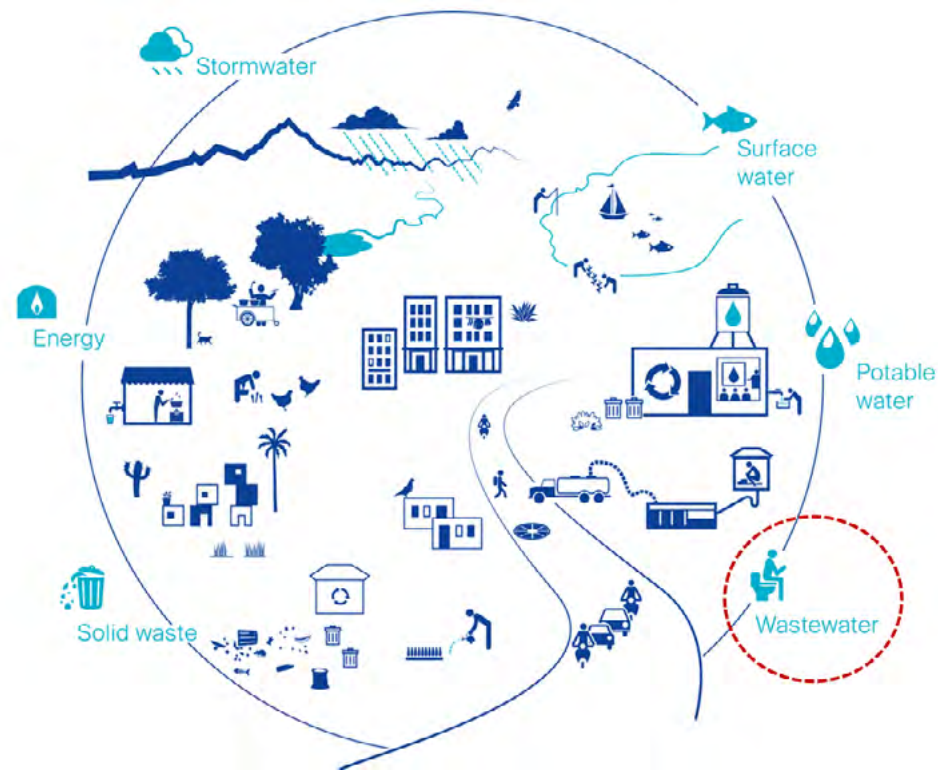 Stormwater
Surface
water
Energy
Potable
water
Solid waste
Wastewater